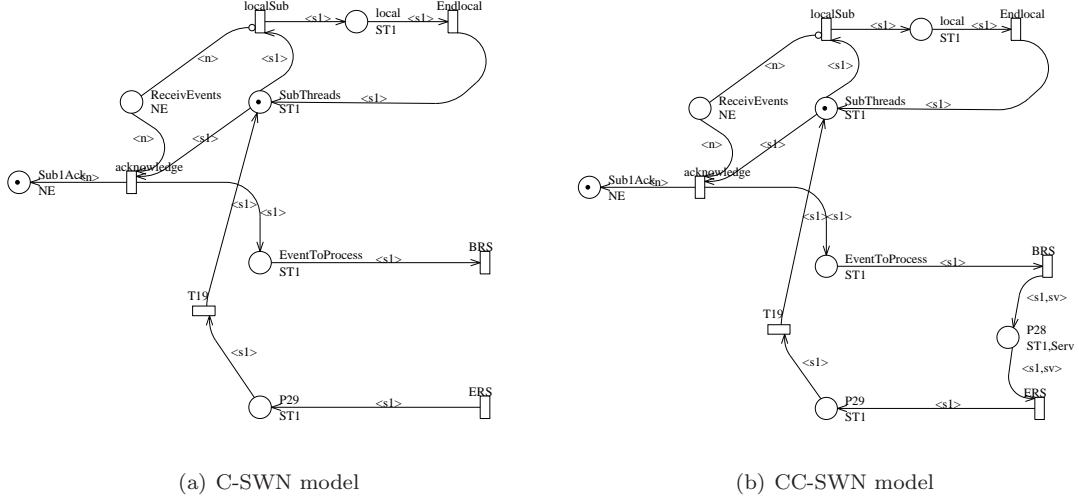 localSub
<s1>
local
ST1
<s1>
Endlocal
<n>
<s1>
ReceivEvents
NE
SubThreads
ST1
<s1>
<n>
<s1>
acknowledge
Sub1Ack
<n>
NE
<s1>
<s1>
EventToProcess
ST1
<s1>
BRS
T19
<s1>
P29
ST1
<s1>
ERS
(a) C-SWN model
localSub
<s1>
local
ST1
<s1>
Endlocal
<n>
<s1>
ReceivEvents
NE
SubThreads
ST1
<s1>
<n>
<s1>
acknowledge
Sub1Ack
<n>
NE
<s1>
<s1>
EventToProcess
ST1
<s1>
BRS
<s1,sv>
T19
P28
ST1,Serv
<s1>
<s1,sv>
P29
ST1
<s1>
ERS
(b) CC-SWN model